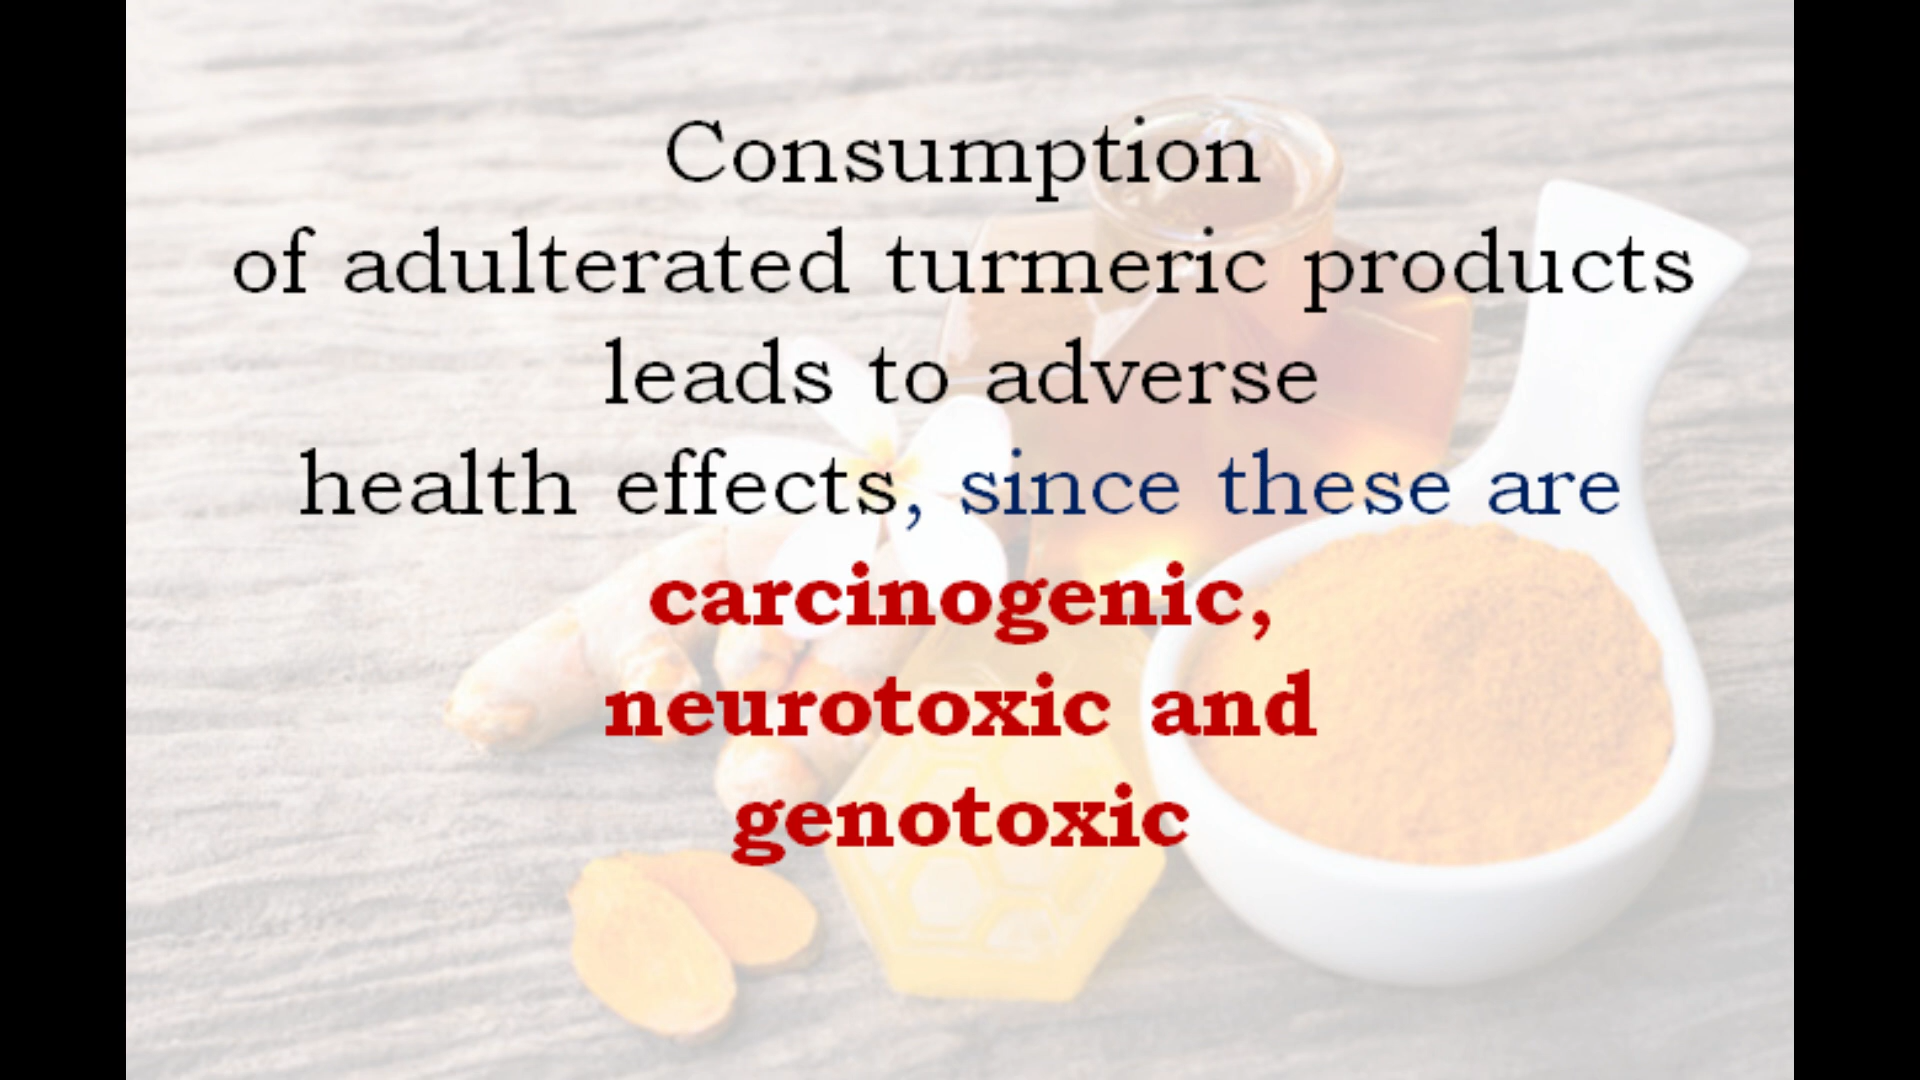 Consumption
of adulterated turmeric products
leads to adverse
health effects, since these are
carcinogenic,
neurotoxic and
genotoxic